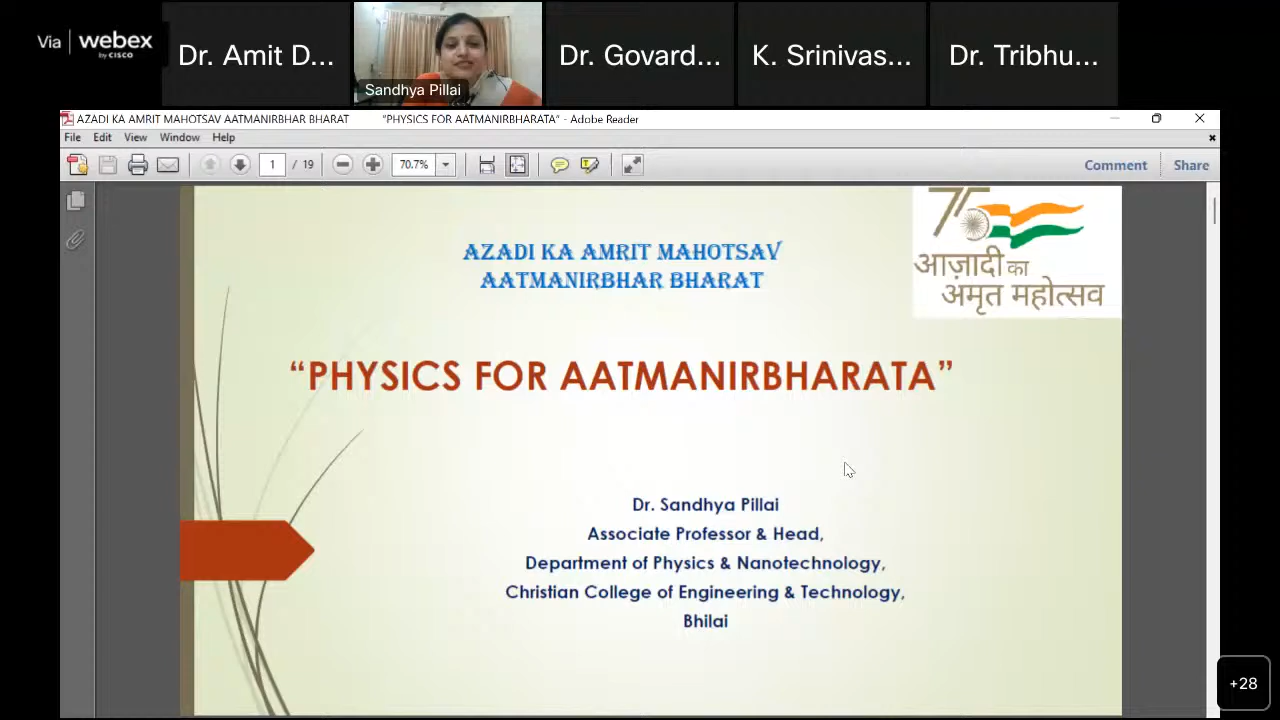 Via webex
by CISCO
Dr. Amit D...
Sandhya Pillai
Dr. Govard...
K. Srinivas...
Dr. Tribhu...
AZADI KA AMRIT MAHOTSAV AATMANIRBHAR BHARAT "PHYSICS FOR AATMANIRBHARATA" - Adobe Reader
File Edit View Window Help
1 / 19 70.7% Comment Share
75
आज़ादी का
अमृत महोत्सव
AZADI KA AMRIT MAHOTSAV
AATMANIRBHAR BHARAT
“PHYSICS FOR AATMANIRBHARATA”
Dr. Sandhya Pillai
Associate Professor & Head,
Department of Physics & Nanotechnology,
Christian College of Engineering & Technology,
Bhilai
+28